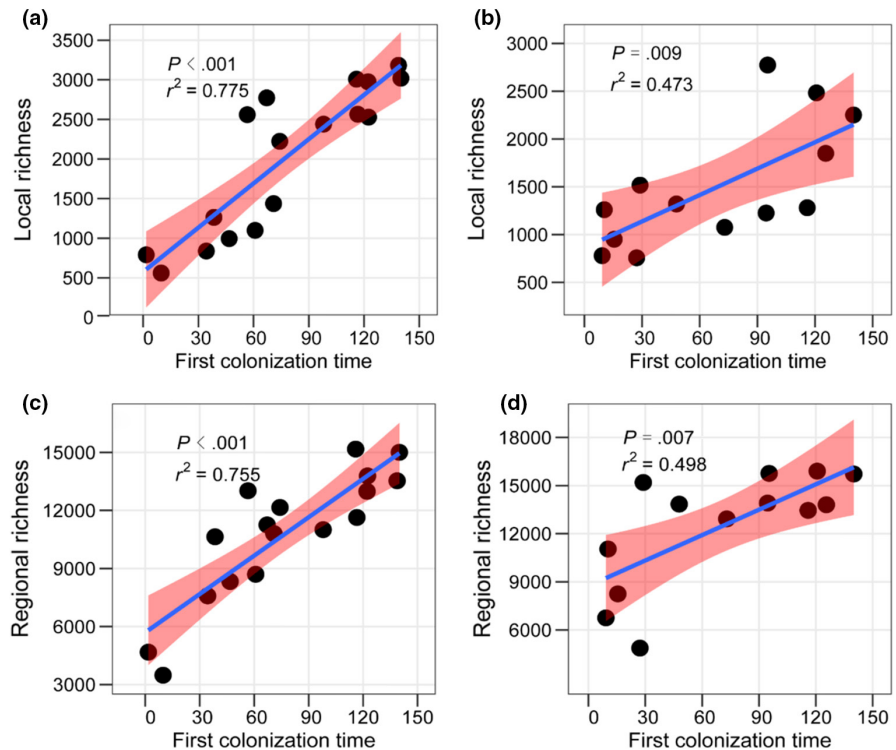 (a)
P < .001
r² = 0.775
Local richness
3500
3000
2500
2000
1500
1000
500
0
0 30 60 90 120 150
First colonization time
(b)
P = .009
r² = 0.473
Local richness
3000
2500
2000
1500
1000
500
0 30 60 90 120 150
First colonization time
(c)
P < .001
r² = 0.755
Regional richness
15000
12000
9000
6000
3000
0 30 60 90 120 150
First colonization time
(d)
P = .007
r² = 0.498
Regional richness
18000
15000
12000
9000
6000
0 30 60 90 120 150
First colonization time